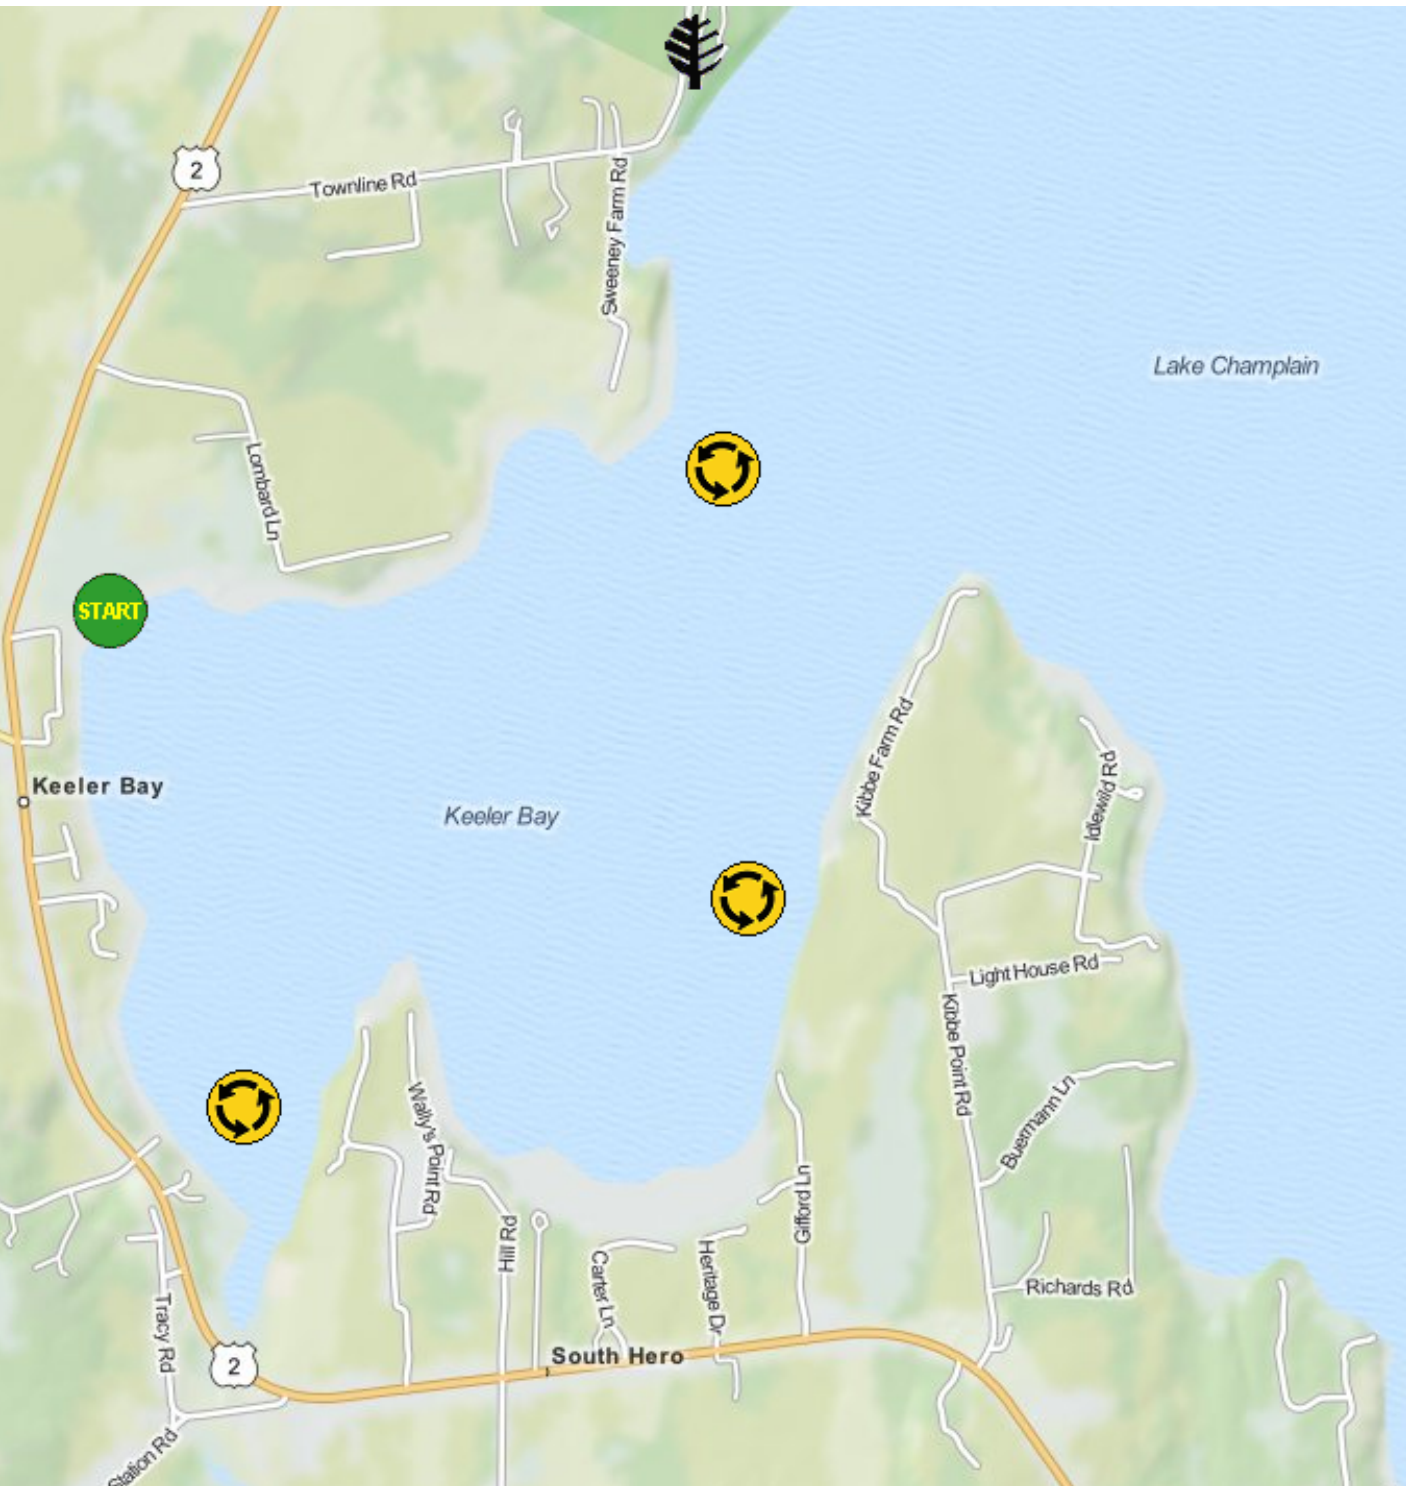 2
Townline Rd
Sweeney Farm Rd
Lake Champlain
Lombard Ln
START
Kibbe Farm Rd
Idlewild Rd
Keeler Bay
Keeler Bay
Light House Rd
Kibbe Point Rd
Buermann Ln
Wally's Point Rd
Gifford Ln
Hill Rd
Carter Ln
Heritage Dr
Richards Rd
Tracy Rd
2
South Hero
Station Rd